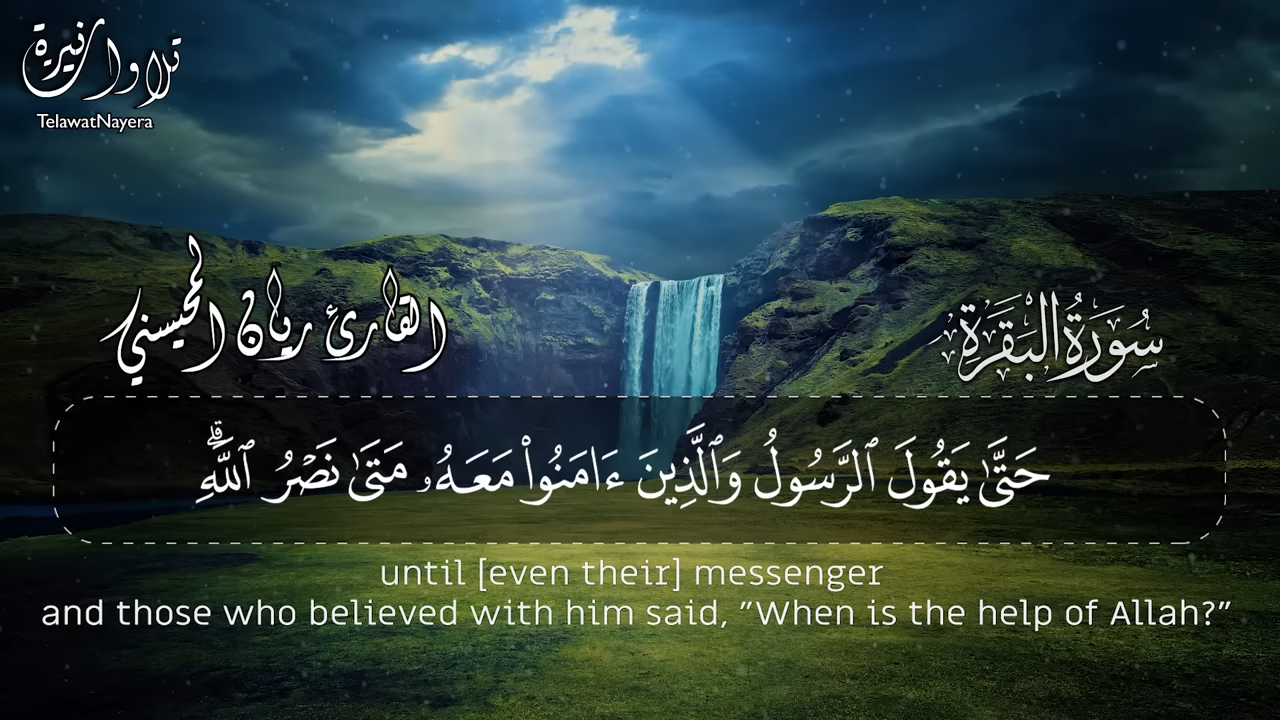 تلاوات نيرة
TelawatNayera
القارئ ريان المحيسني
سُورَةُ البَقَرَةِ
حَتَّىٰ يَقُولَ ٱلرَّسُولُ وَٱلَّذِينَ ءَامَنُوا۟ مَعَهُۥ مَتَىٰ نَصْرُ ٱللَّهِ ۗ
until [even their] messenger
and those who believed with him said, "When is the help of Allah?"